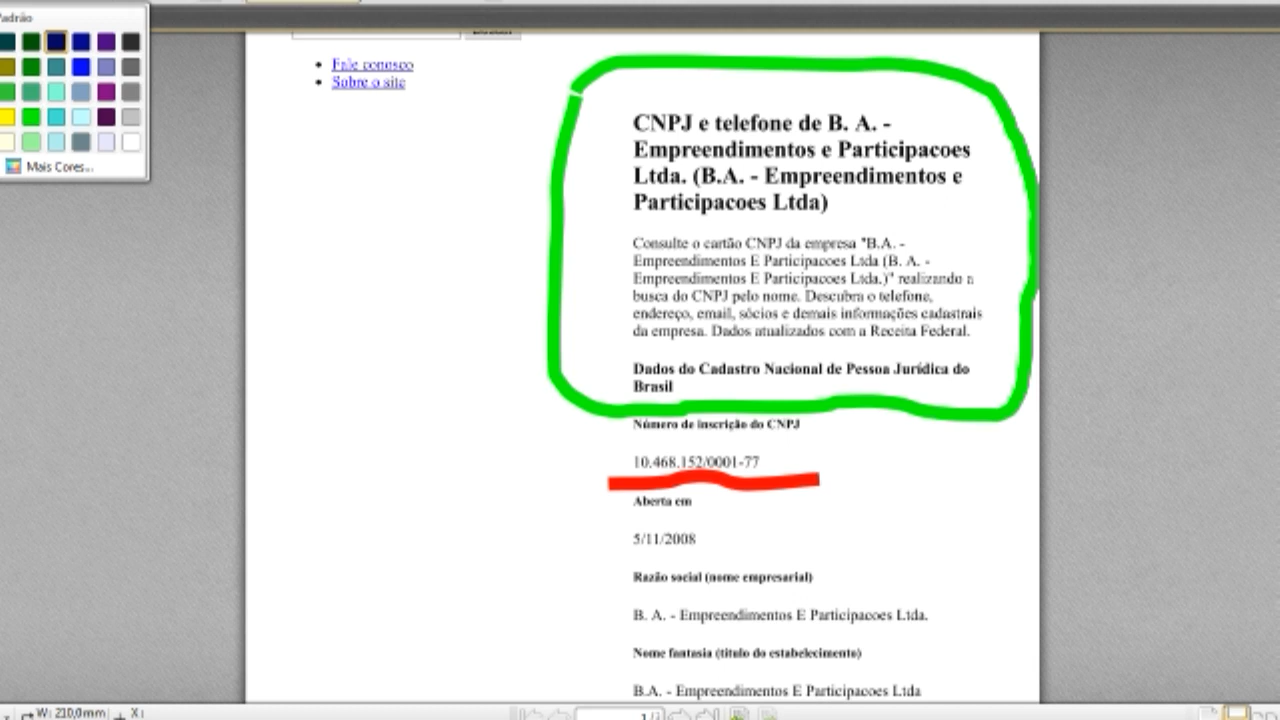 Padrão
Mais Cores...
Fale conosco
Sobre o site
CNPJ e telefone de B. A. -
Empreendimentos e Participacoes
Ltda. (B.A. - Empreendimentos e
Participacoes Ltda)
Consulte o cartão CNPJ da empresa "B.A. -
Empreendimentos E Participacoes Ltda (B. A. -
Empreendimentos E Participacoes Ltda.)" realizando a
busca do CNPJ pelo nome. Descubra o telefone,
endereço, email, sócios e demais informações cadastrais
da empresa. Dados atualizados com a Receita Federal.
Dados do Cadastro Nacional de Pessoa Jurídica do
Brasil
Número de inscrição do CNPJ
10.468.152/0001-77
Aberta em
5/11/2008
Razão social (nome empresarial)
B. A. - Empreendimentos E Participacoes Ltda.
Nome fantasia (título do estabelecimento)
B.A. - Empreendimentos E Participacoes Ltda
W: 210,0mm
X: